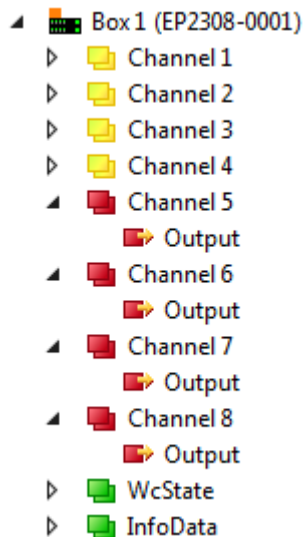 Box 1 (EP2308-0001)
Channel 1
Channel 2
Channel 3
Channel 4
Channel 5
Output
Channel 6
Output
Channel 7
Output
Channel 8
Output
WcState
InfoData